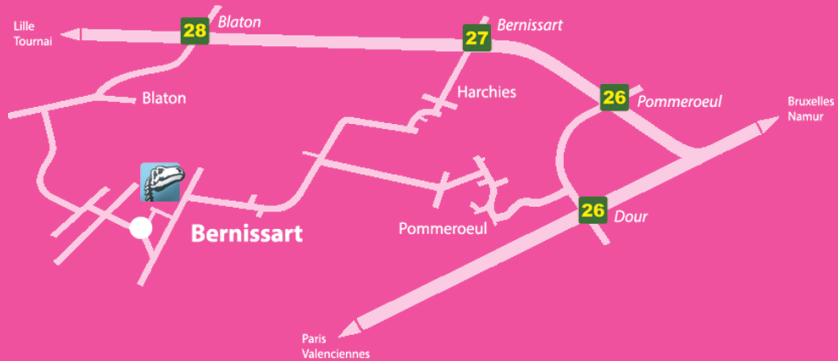 Lille
Tournai
28
Blaton
27
Bernissart
Blaton
Harchies
26
Pommeroeul
Bruxelles
Namur
Bernissart
Pommeroeul
26
Dour
Paris
Valenciennes